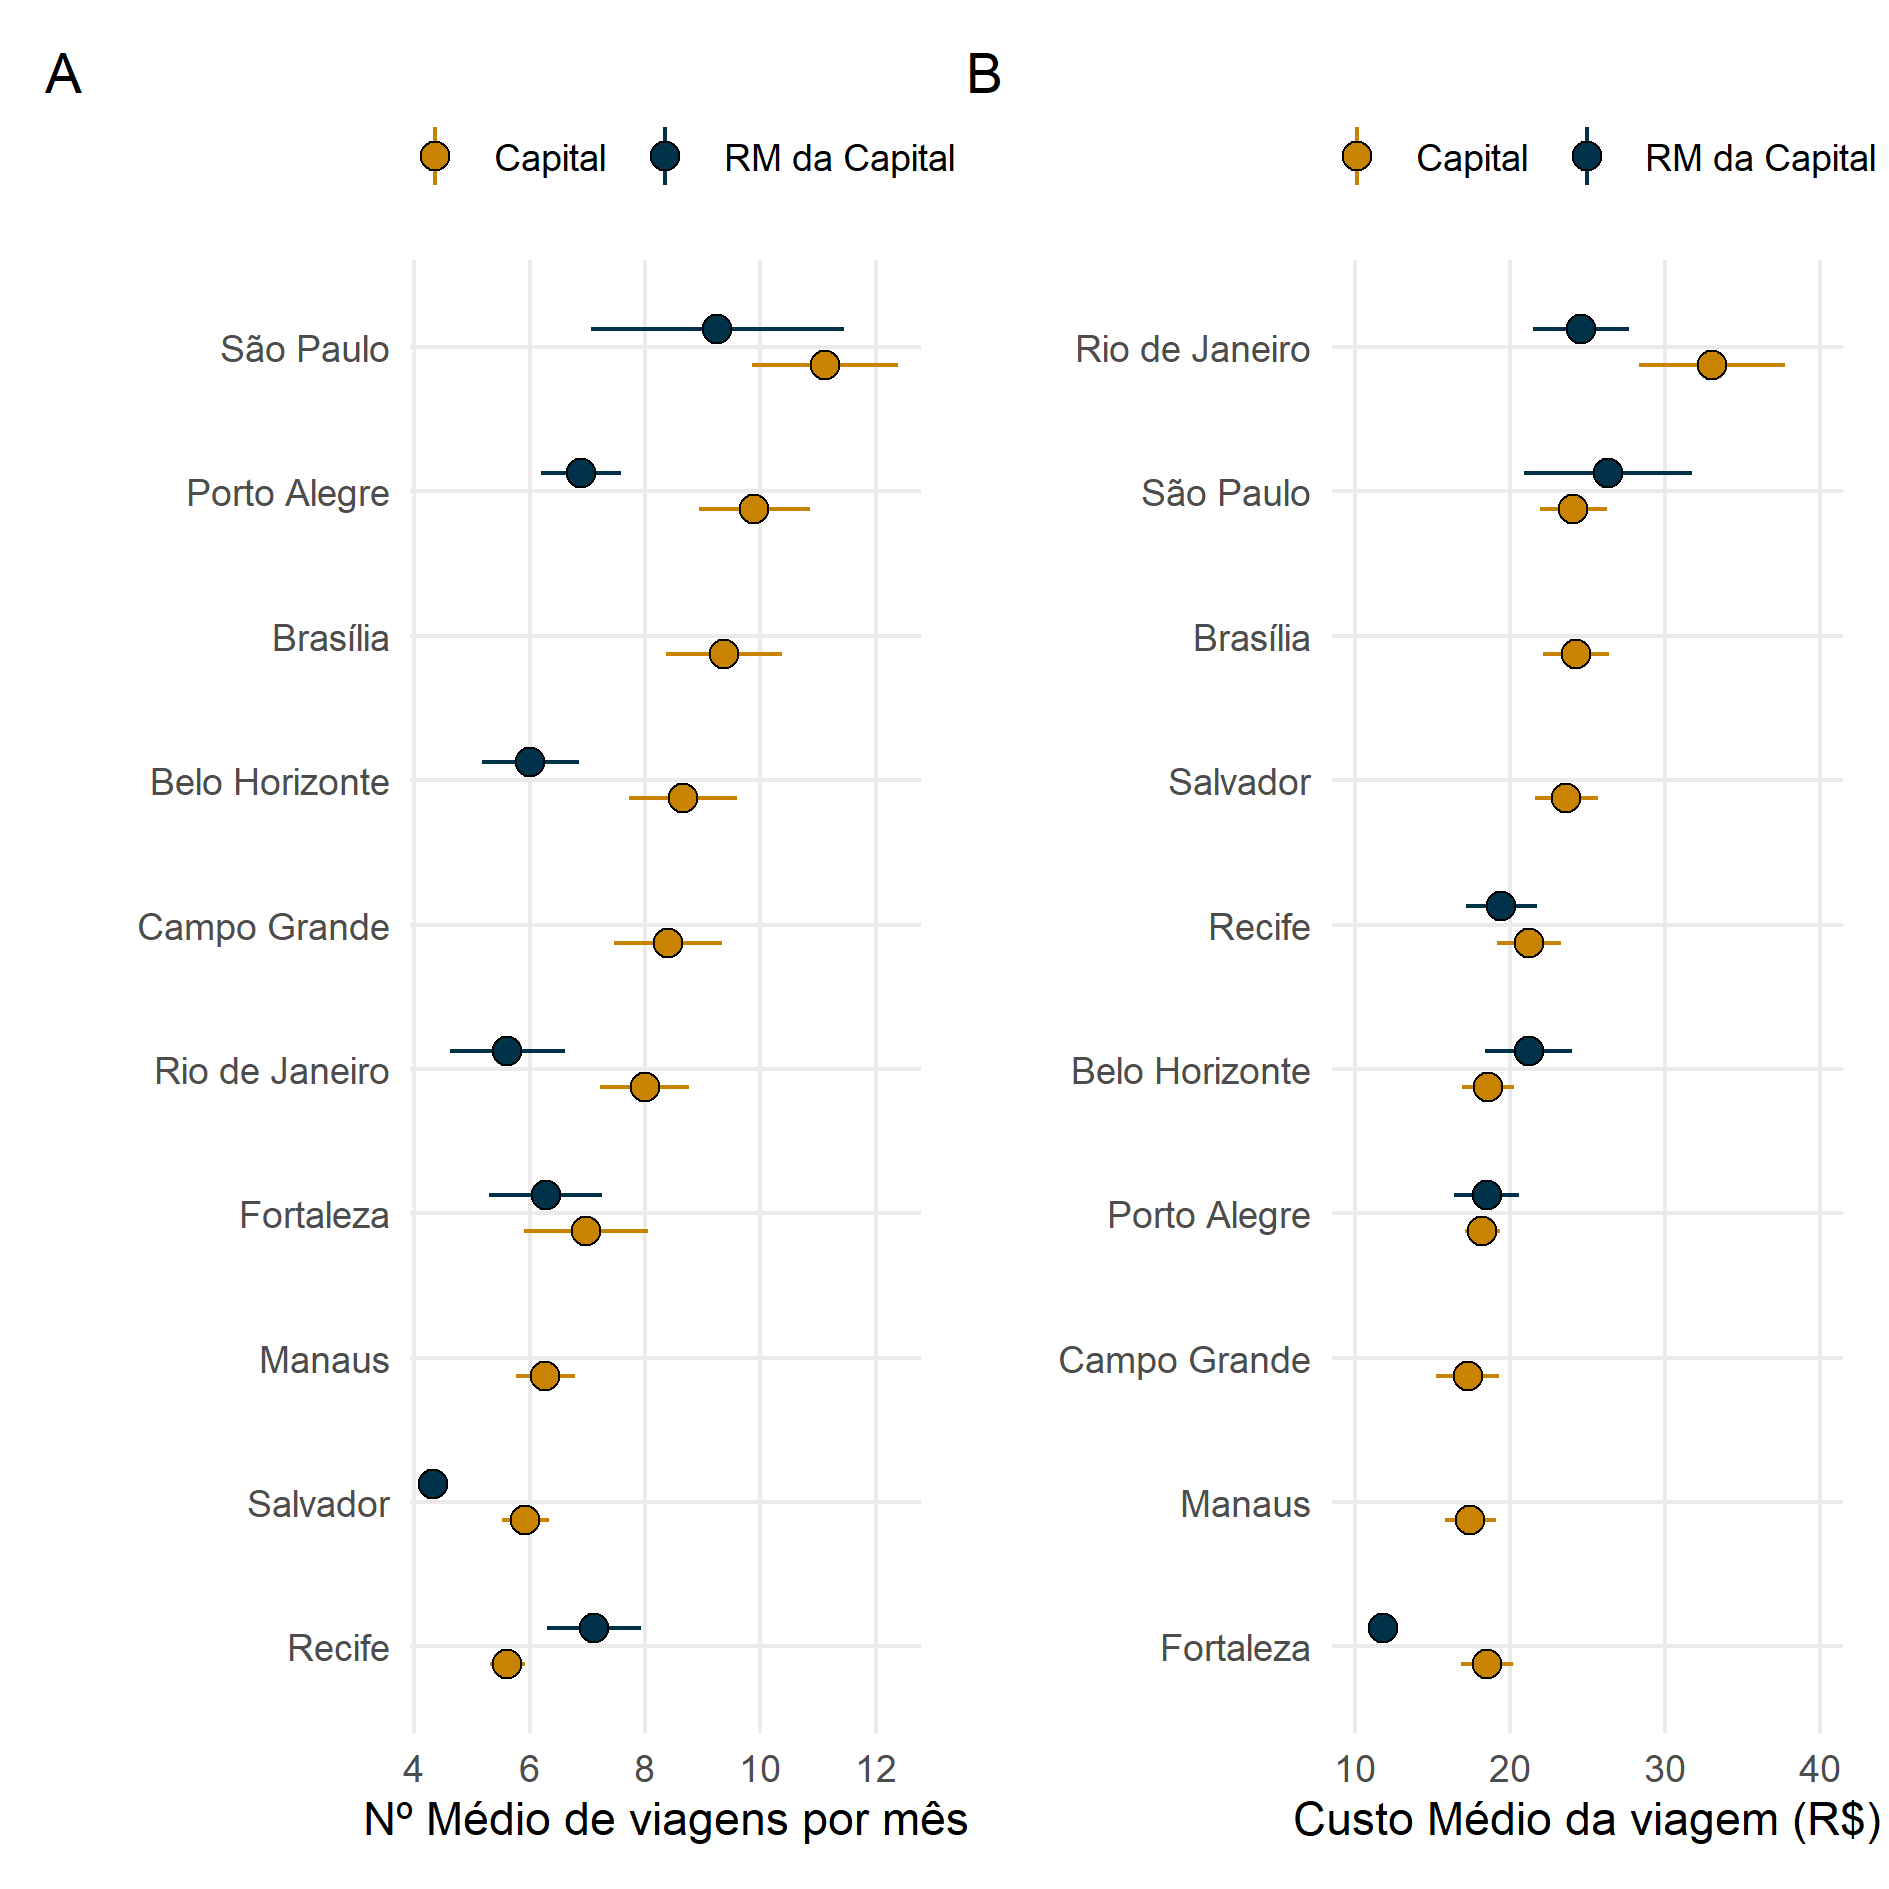 A
Capital RM da Capital
São Paulo
Porto Alegre
Brasília
Belo Horizonte
Campo Grande
Rio de Janeiro
Fortaleza
Manaus
Salvador
Recife
4 6 8 10 12
Nº Médio de viagens por mês
B
Capital RM da Capital
Rio de Janeiro
São Paulo
Brasília
Salvador
Recife
Belo Horizonte
Porto Alegre
Campo Grande
Manaus
Fortaleza
10 20 30 40
Custo Médio da viagem (R$)